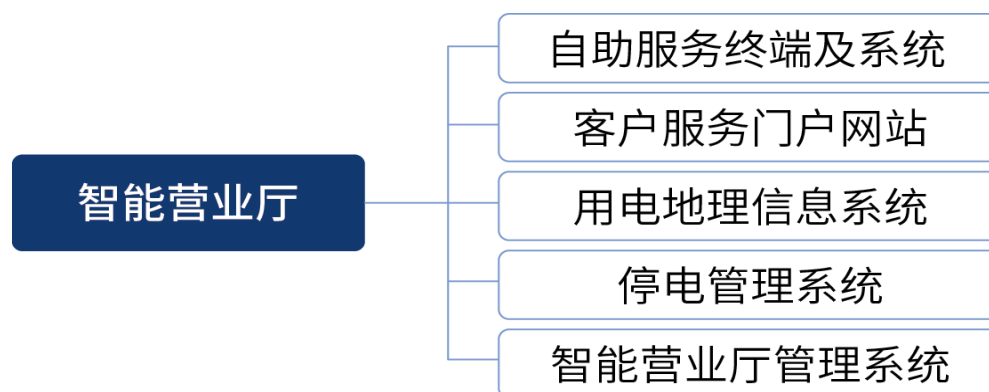 自助服务终端及系统
客户服务门户网站
智能营业厅
用电地理信息系统
停电管理系统
智能营业厅管理系统